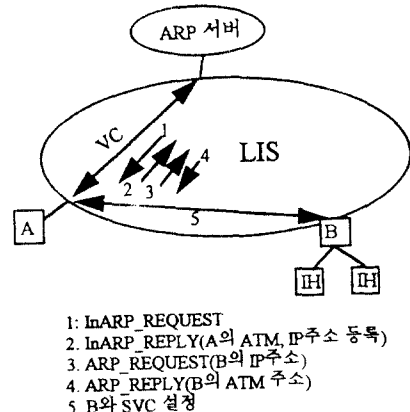 ARP 서버
VC
1
4
LIS
2
3
A
5
B
IH
IH
1: InARP_REQUEST
2. InARP_REPLY(A의 ATM, IP주소 등록)
3. ARP_REQUEST(B의 IP주소)
4. ARP_REPLY(B의 ATM 주소)
5. B와 SVC 설정